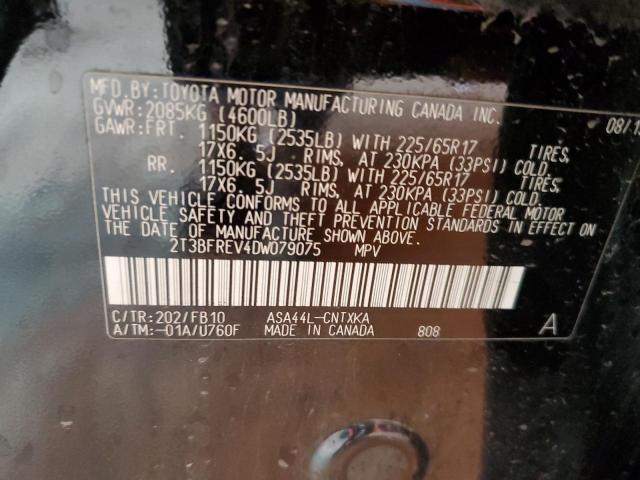 MFD.BY:TOYOTA MOTOR MANUFACTURING CANADA INC.
GVWR:2085KG (4600LB) 08/1
GAWR:FRT. 1150KG (2535LB) WITH 225/65R17 TIRES,
17X6. 5J RIMS, AT 230KPA (33PSI) COLD.
RR. 1150KG (2535LB) WITH 225/65R17 TIRES,
17X6. 5J RIMS, AT 230KPA (33PSI) COLD.
THIS VEHICLE CONFORMS TO ALL APPLICABLE FEDERAL MOTOR
VEHICLE SAFETY AND THEFT PREVENTION STANDARDS IN EFFECT ON
THE DATE OF MANUFACTURE SHOWN ABOVE.
2T3BFREV4DW079075 MPV
C/TR:202/FB10 ASA44L-CNTXKA
A/TM:-01A/U760F MADE IN CANADA 808 A